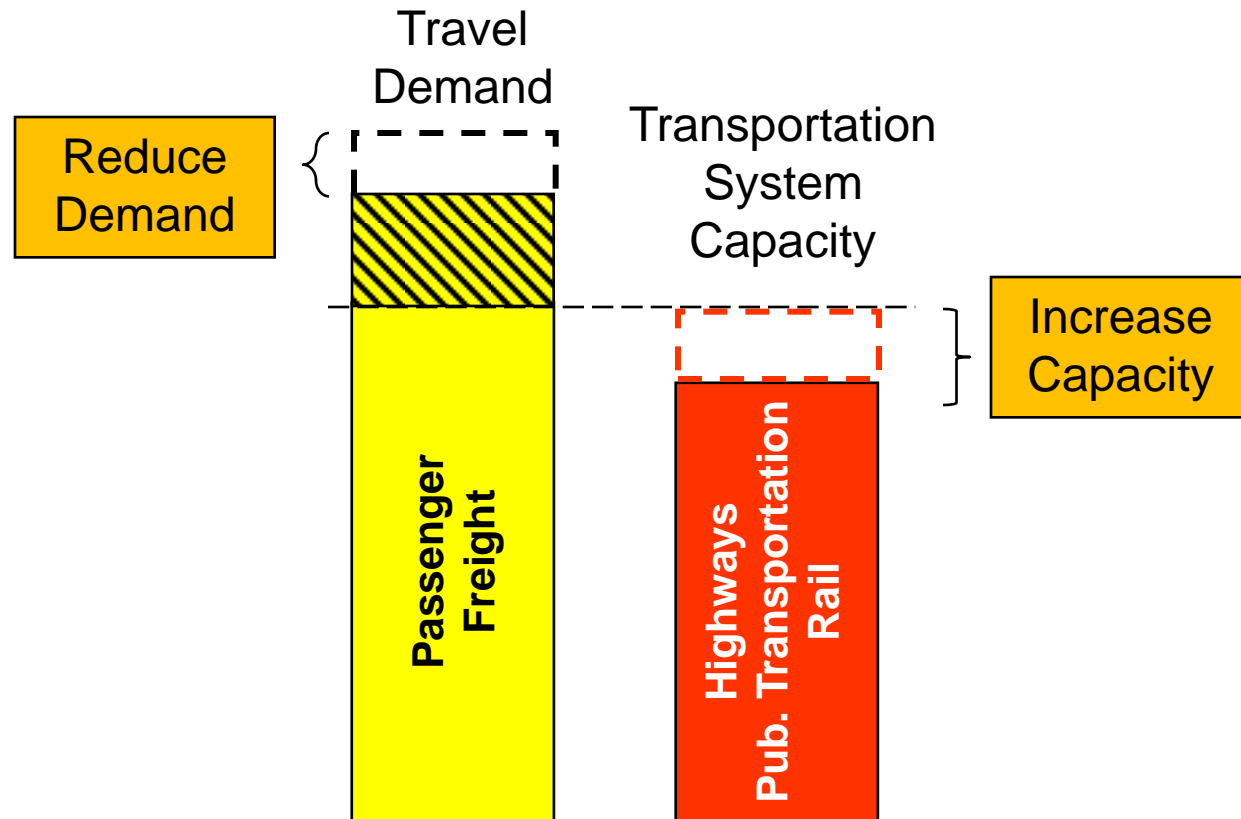 Travel
Demand
Reduce
Demand
Transportation
System
Capacity
Increase
Capacity
Passenger
Freight
Highways
Pub. Transportation
Rail